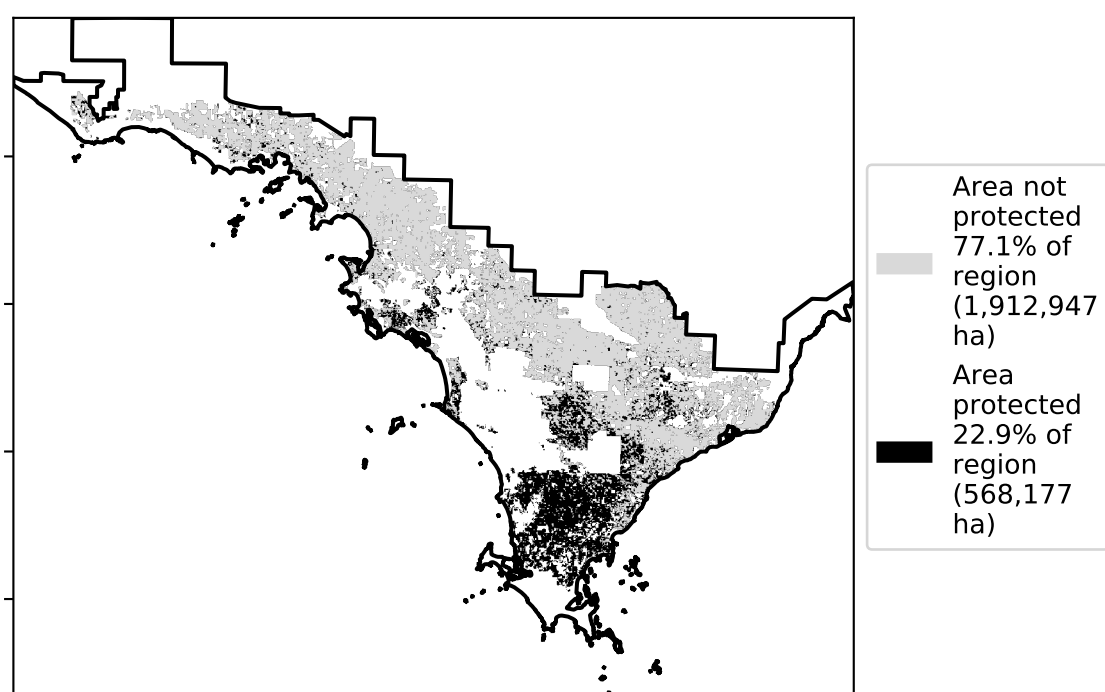 Area not
protected
77.1% of
region
(1,912,947
ha)
Area
protected
22.9% of
region
(568,177
ha)